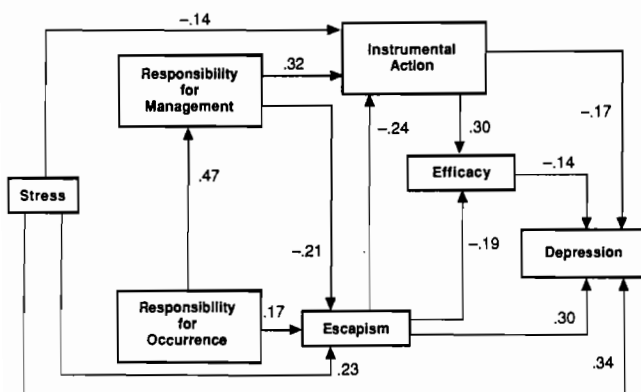 −.14
Instrumental
Action
Responsibility
for
Management
.32
−.17
−.24
.30
Efficacy
−.14
.47
Stress
−.21
−.19
Depression
Responsibility
for
Occurrence
.17
Escapism
.30
.23
.34